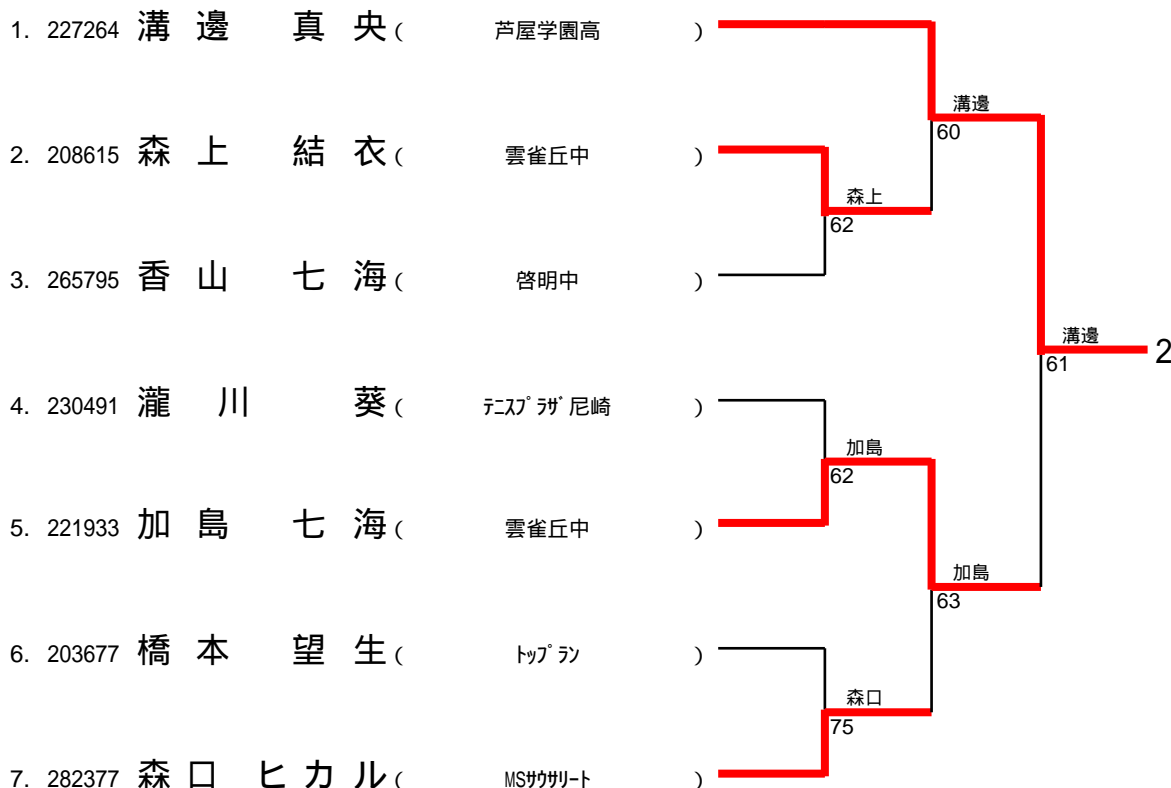 1. 227264 溝邊 真央 ( 芦屋学園高 )
溝邊
60
2. 208615 森上 結衣 ( 雲雀丘中 )
森上
62
3. 265795 香山 七海 ( 啓明中 )
溝邊
61
2
4. 230491 瀧川 葵 ( ﾃﾆｽﾌﾟﾗｻﾞ尼崎 )
加島
62
5. 221933 加島 七海 ( 雲雀丘中 )
加島
63
6. 203677 橋本 望生 ( ﾄｯﾌﾟﾗﾝ )
森口
75
7. 282377 森口 ヒカル ( MSｻｳｻﾘｰﾄ )